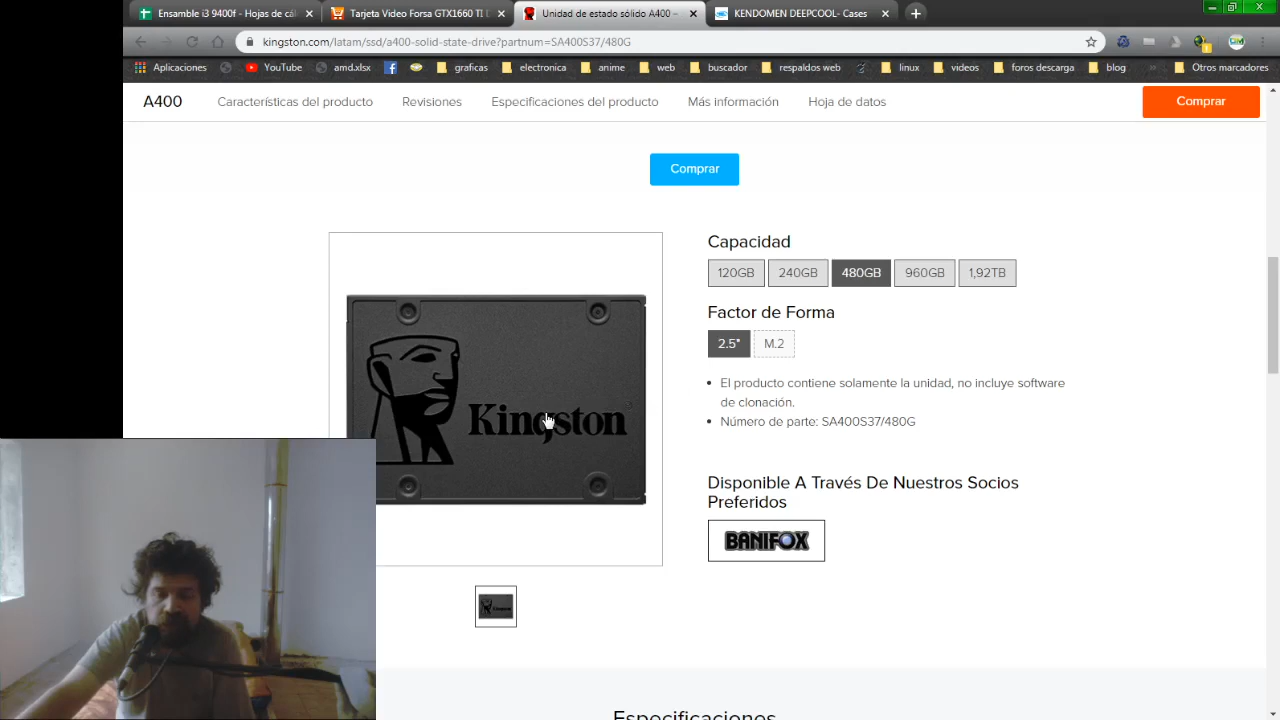 Ensamble i3 9400f - Hojas de cál
Tarjeta Video Forsa GTX1660 TI D
Unidad de estado sólido A400 –
KENDOMEN DEEPCOOL- Cases
kingston.com/latam/ssd/a400-solid-state-drive?partnum=SA400S37/480G
Aplicaciones
YouTube
amd.xlsx
graficas
electronica
anime
web
buscador
respaldos web
linux
videos
foros descarga
blog
Otros marcadores
A400
Características del producto
Revisiones
Especificaciones del producto
Más información
Hoja de datos
Comprar
Comprar
Kingston
Capacidad
120GB
240GB
480GB
960GB
1,92TB
Factor de Forma
2.5"
M.2
El producto contiene solamente la unidad, no incluye software
de clonación.
Número de parte: SA400S37/480G
Disponible A Través De Nuestros Socios
Preferidos
BANIFOX
Kingston
Especificaciones